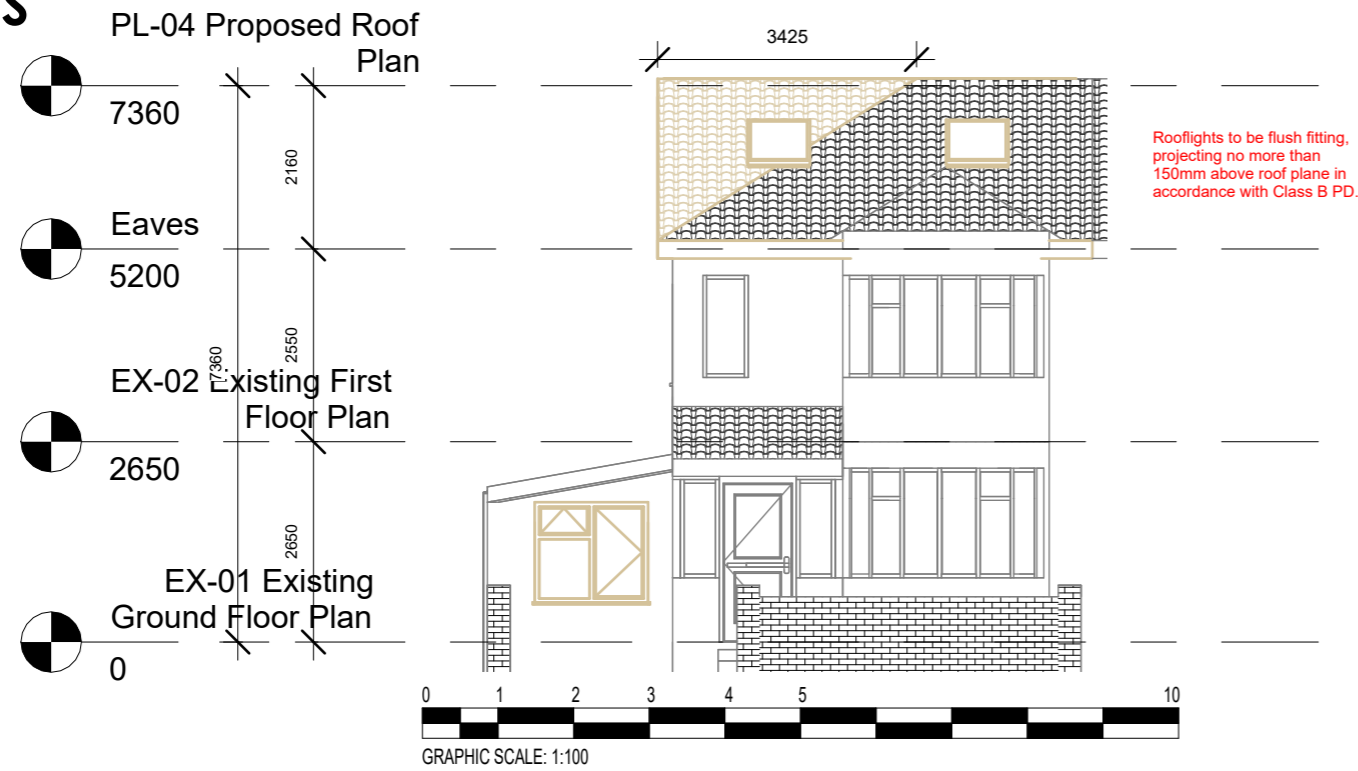 S
PL-04 Proposed Roof
Plan
7360
3425
2160
Rooflights to be flush fitting,
projecting no more than
150mm above roof plane in
accordance with Class B PD.
Eaves
5200
2550
7360
EX-02 Existing First
Floor Plan
2650
2650
EX-01 Existing
Ground Floor Plan
0
0 1 2 3 4 5 10
GRAPHIC SCALE: 1:100